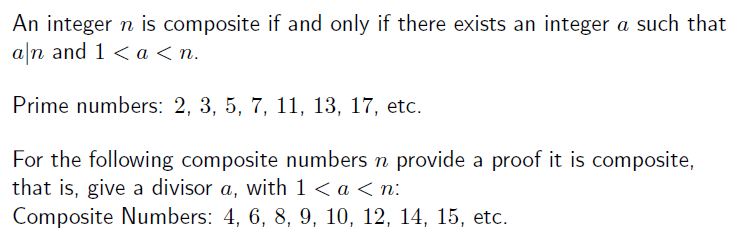 An integer n is composite if and only if there exists an integer a such that
a|n and 1 < a < n.
Prime numbers: 2, 3, 5, 7, 11, 13, 17, etc.
For the following composite numbers n provide a proof it is composite,
that is, give a divisor a, with 1 < a < n:
Composite Numbers: 4, 6, 8, 9, 10, 12, 14, 15, etc.